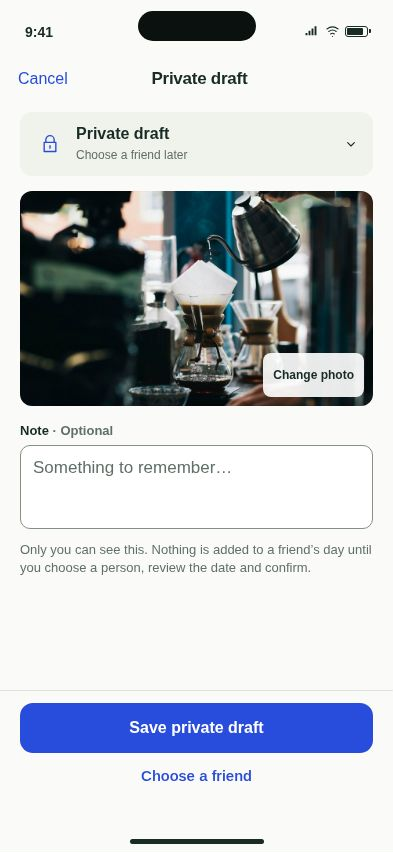 9:41
Cancel
Private draft
Private draft
Choose a friend later
Change photo
Note · Optional
Something to remember…
Only you can see this. Nothing is added to a friend’s day until
you choose a person, review the date and confirm.
Save private draft
Choose a friend